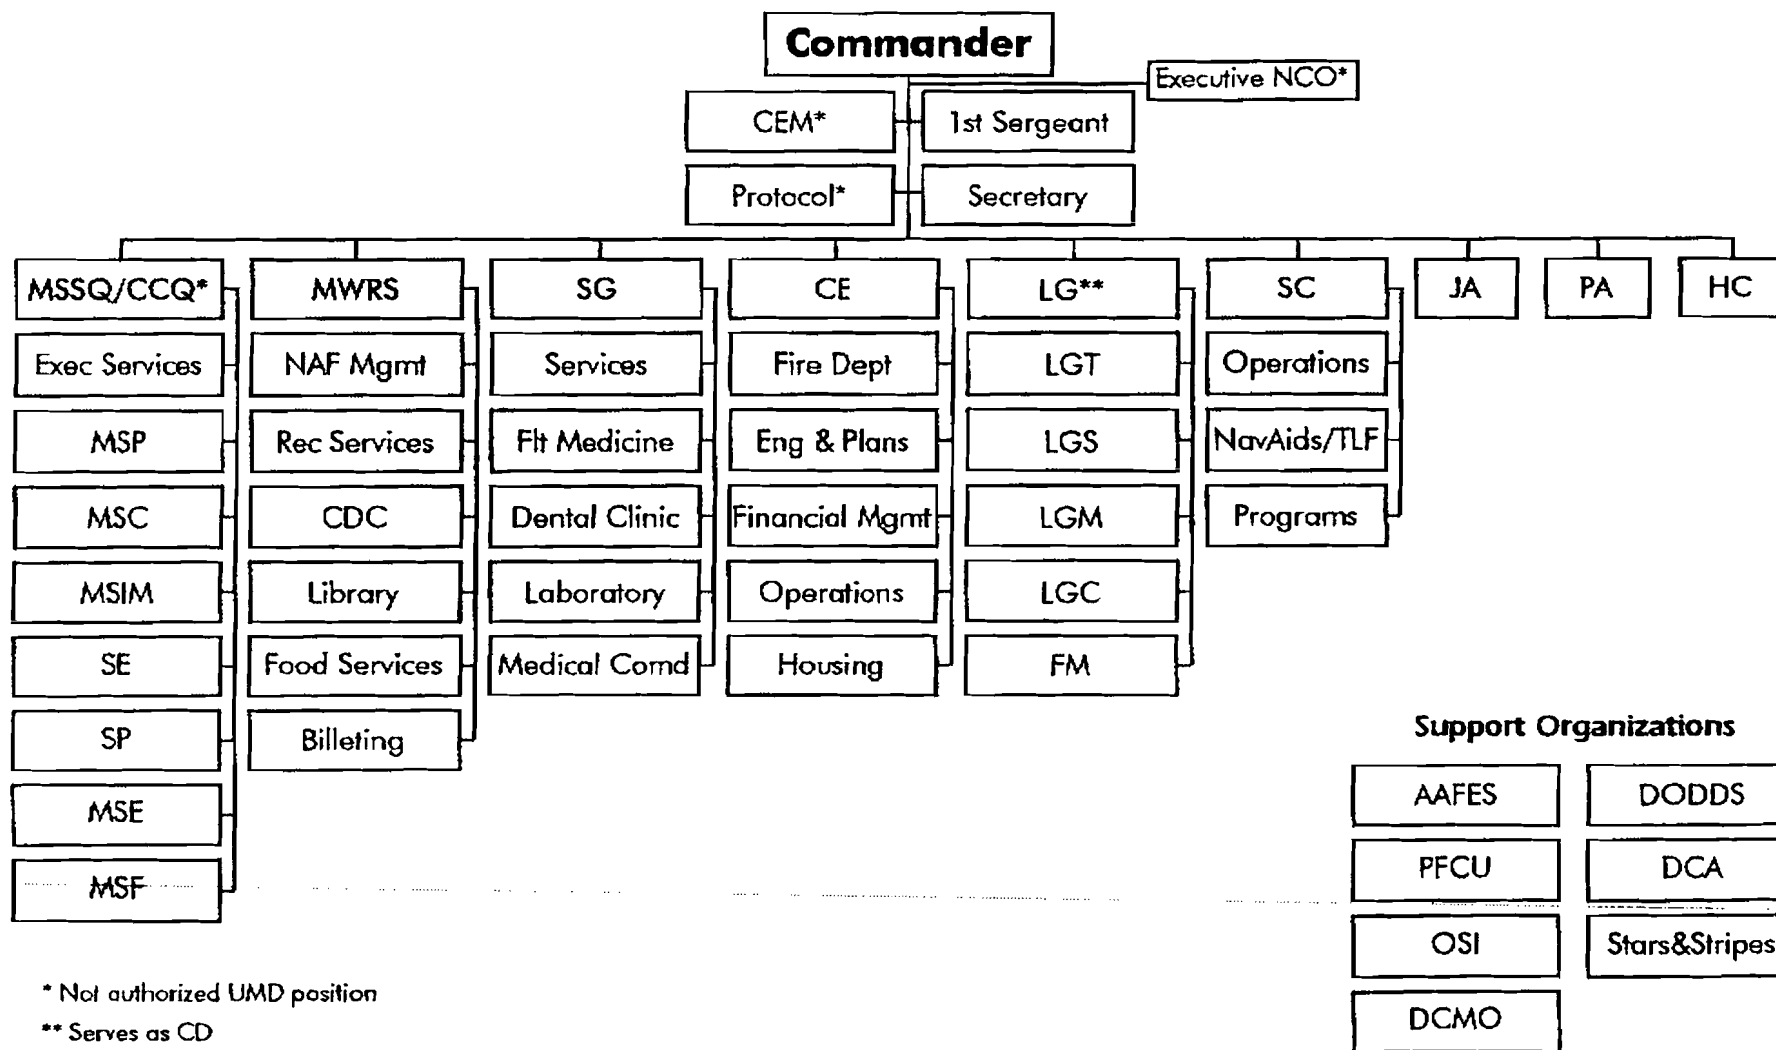 Commander
Executive NCO*
CEM*
1st Sergeant
Protocol*
Secretary
MSSQ/CCQ*
MWRS
SG
CE
LG**
SC
JA
PA
HC
Exec Services
NAF Mgmt
Services
Fire Dept
LGT
Operations
MSP
Rec Services
Flt Medicine
Eng & Plans
LGS
NavAids/TLF
MSC
CDC
Dental Clinic
Financial Mgmt
LGM
Programs
MSIM
Library
Laboratory
Operations
LGC
SE
Food Services
Medical Comd
Housing
FM
SP
Billeting
MSE
MSF
Support Organizations
AAFES
DODDS
PFCU
DCA
OSI
Stars&Stripes
DCMO
* Not authorized UMD position
** Serves as CD